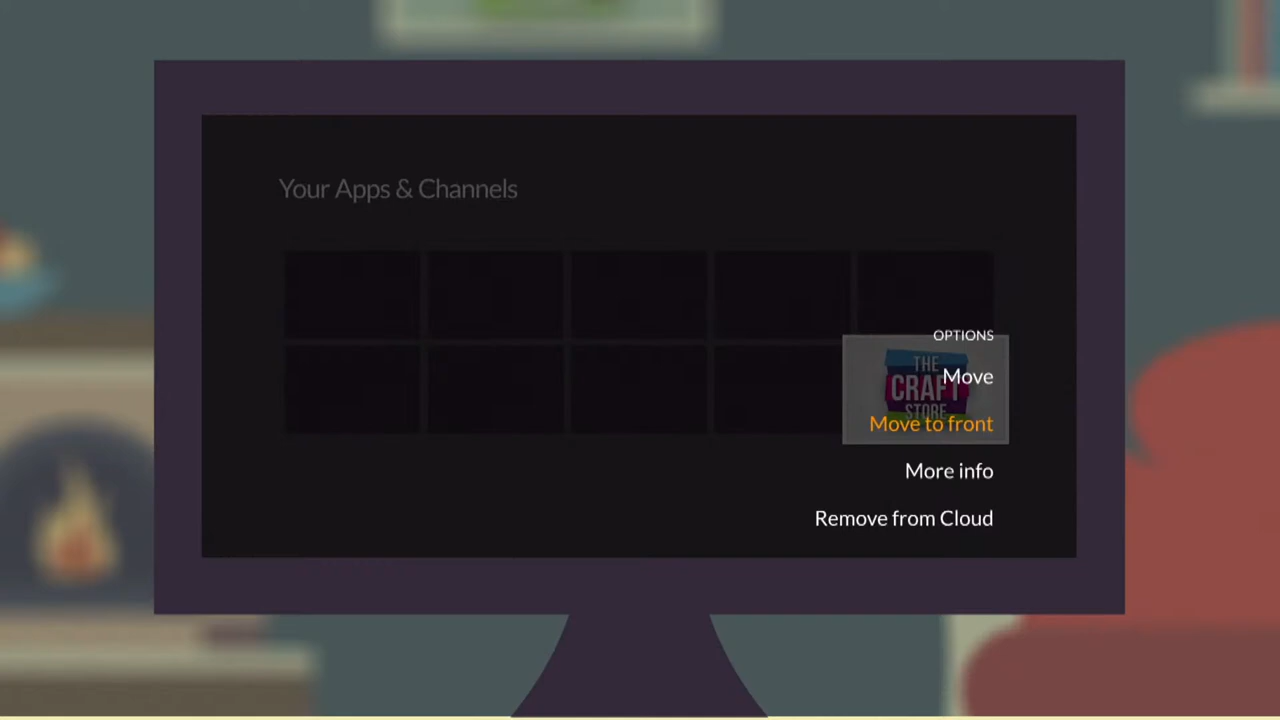 Your Apps & Channels
OPTIONS
THE
CRAFT
STORE
Move
Move to front
More info
Remove from Cloud